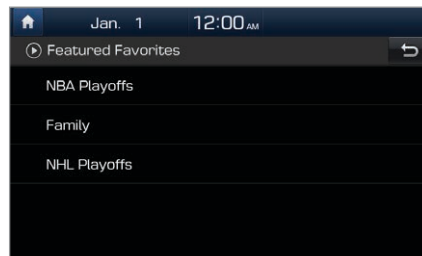 Jan. 1 12:00 AM
Featured Favorites
NBA Playoffs
Family
NHL Playoffs